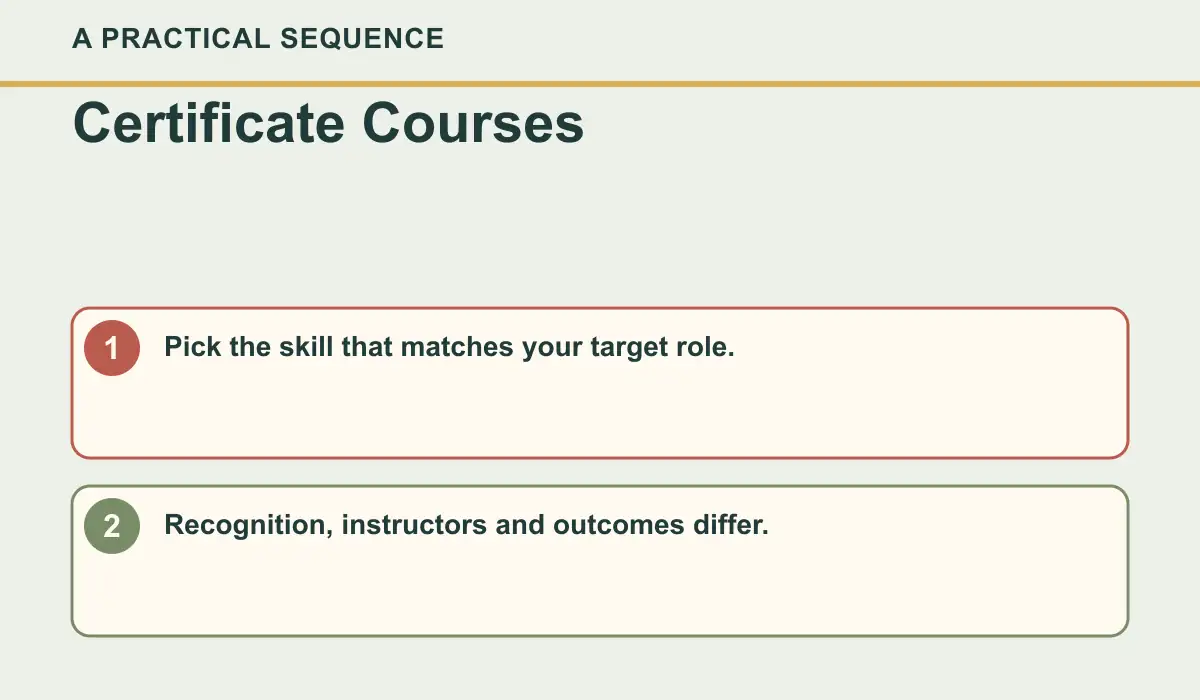 A PRACTICAL SEQUENCE
Certificate Courses
1
Pick the skill that matches your target role.
2
Recognition, instructors and outcomes differ.